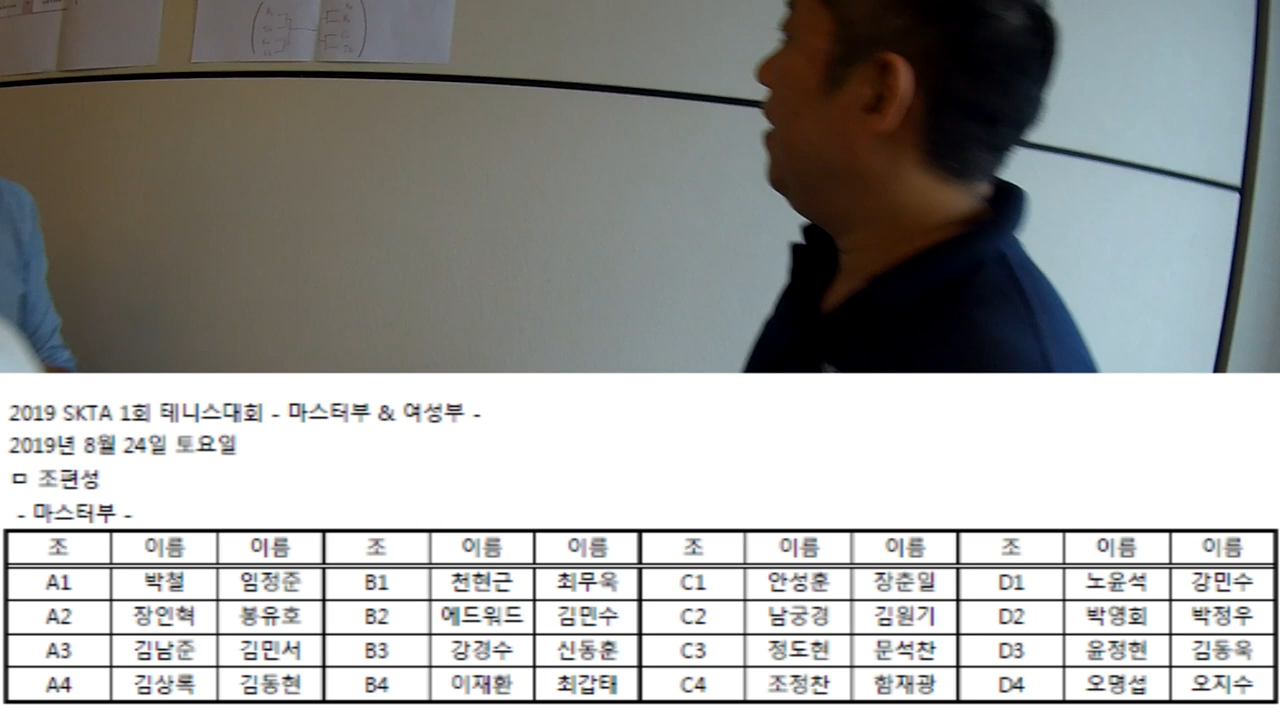 2019 SKTA 1회 테니스대회 - 마스터부 & 여성부 -
2019년 8월 24일 토요일
ㅁ 조편성
- 마스터부 -
조 이름 이름 조 이름 이름 조 이름 이름 조 이름 이름
A1 박철 임정준 B1 천현근 최무욱 C1 안성훈 장춘일 D1 노윤석 강민수
A2 장인혁 봉유호 B2 에드워드 김민수 C2 남궁경 김원기 D2 박영회 박정우
A3 김남준 김민서 B3 강경수 신동훈 C3 정도현 문석찬 D3 윤정현 김동욱
A4 김상록 김동현 B4 이재환 최갑태 C4 조정찬 함재광 D4 오명섭 오지수